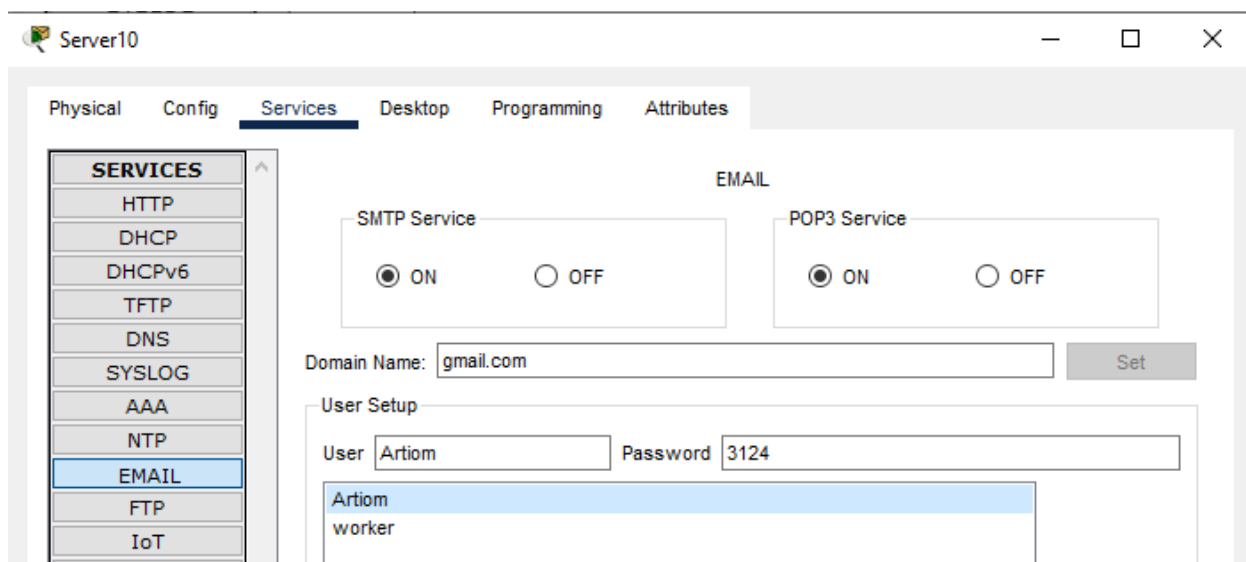 Server10
Physical Config Services Desktop Programming Attributes
SERVICES
HTTP
DHCP
DHCPv6
TFTP
DNS
SYSLOG
AAA
NTP
EMAIL
FTP
IoT
EMAIL
SMTP Service
ON OFF
POP3 Service
ON OFF
Domain Name: gmail.com Set
User Setup
User Artiom Password 3124
Artiom
worker